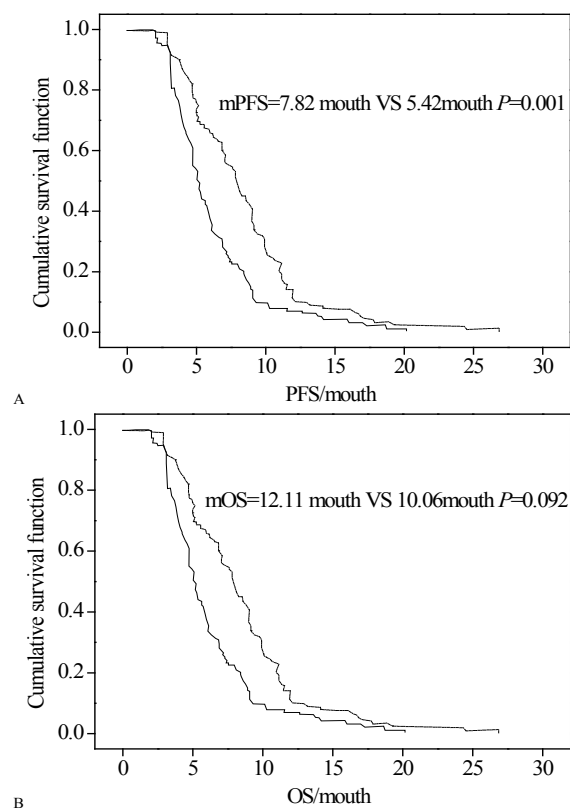 1.0
mPFS=7.82 mouth VS 5.42mouth P=0.001
0.8
0.6
0.4
0.2
0.0
Cumulative survival function
0 5 10 15 20 25 30
PFS/mouth
A
1.0
mOS=12.11 mouth VS 10.06mouth P=0.092
0.8
0.6
0.4
0.2
0.0
Cumulative survival function
0 5 10 15 20 25 30
OS/mouth
B